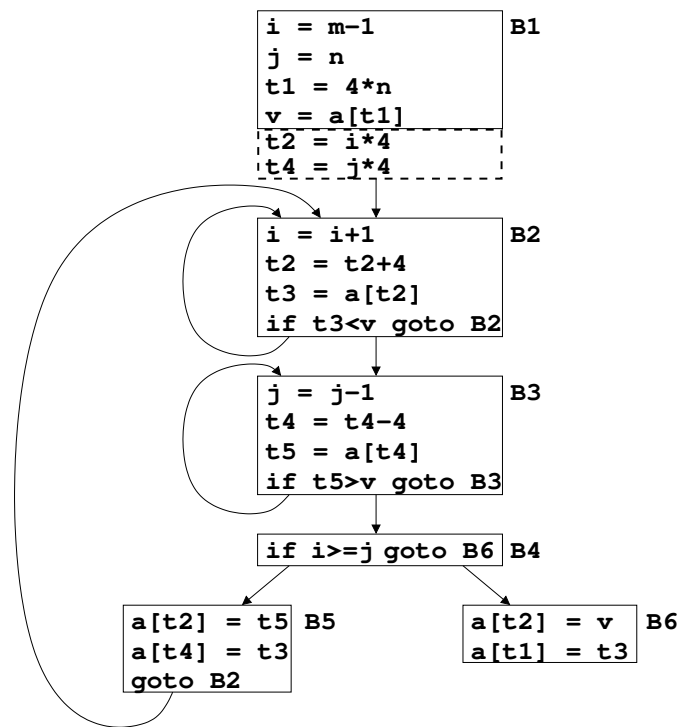 i = m-1 B1
j = n
t1 = 4*n
v = a[t1]
t2 = i*4
t4 = j*4
i = i+1 B2
t2 = t2+4
t3 = a[t2]
if t3<v goto B2
j = j-1 B3
t4 = t4-4
t5 = a[t4]
if t5>v goto B3
if i>=j goto B6 B4
a[t2] = t5 B5
a[t4] = t3
goto B2
a[t2] = v B6
a[t1] = t3